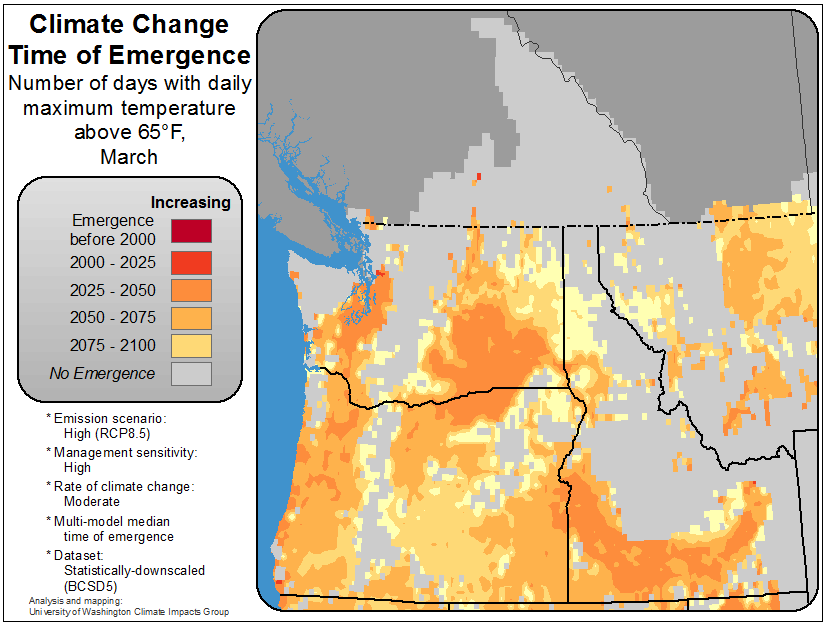 Climate Change
Time of Emergence
Number of days with daily
maximum temperature
above 65°F,
March
Increasing
Emergence
before 2000
2000 - 2025
2025 - 2050
2050 - 2075
2075 - 2100
No Emergence
* Emission scenario:
High (RCP8.5)
* Management sensitivity:
High
* Rate of climate change:
Moderate
* Multi-model median
time of emergence
* Dataset:
Statistically-downscaled
(BCSD5)
Analysis and mapping:
University of Washington Climate Impacts Group